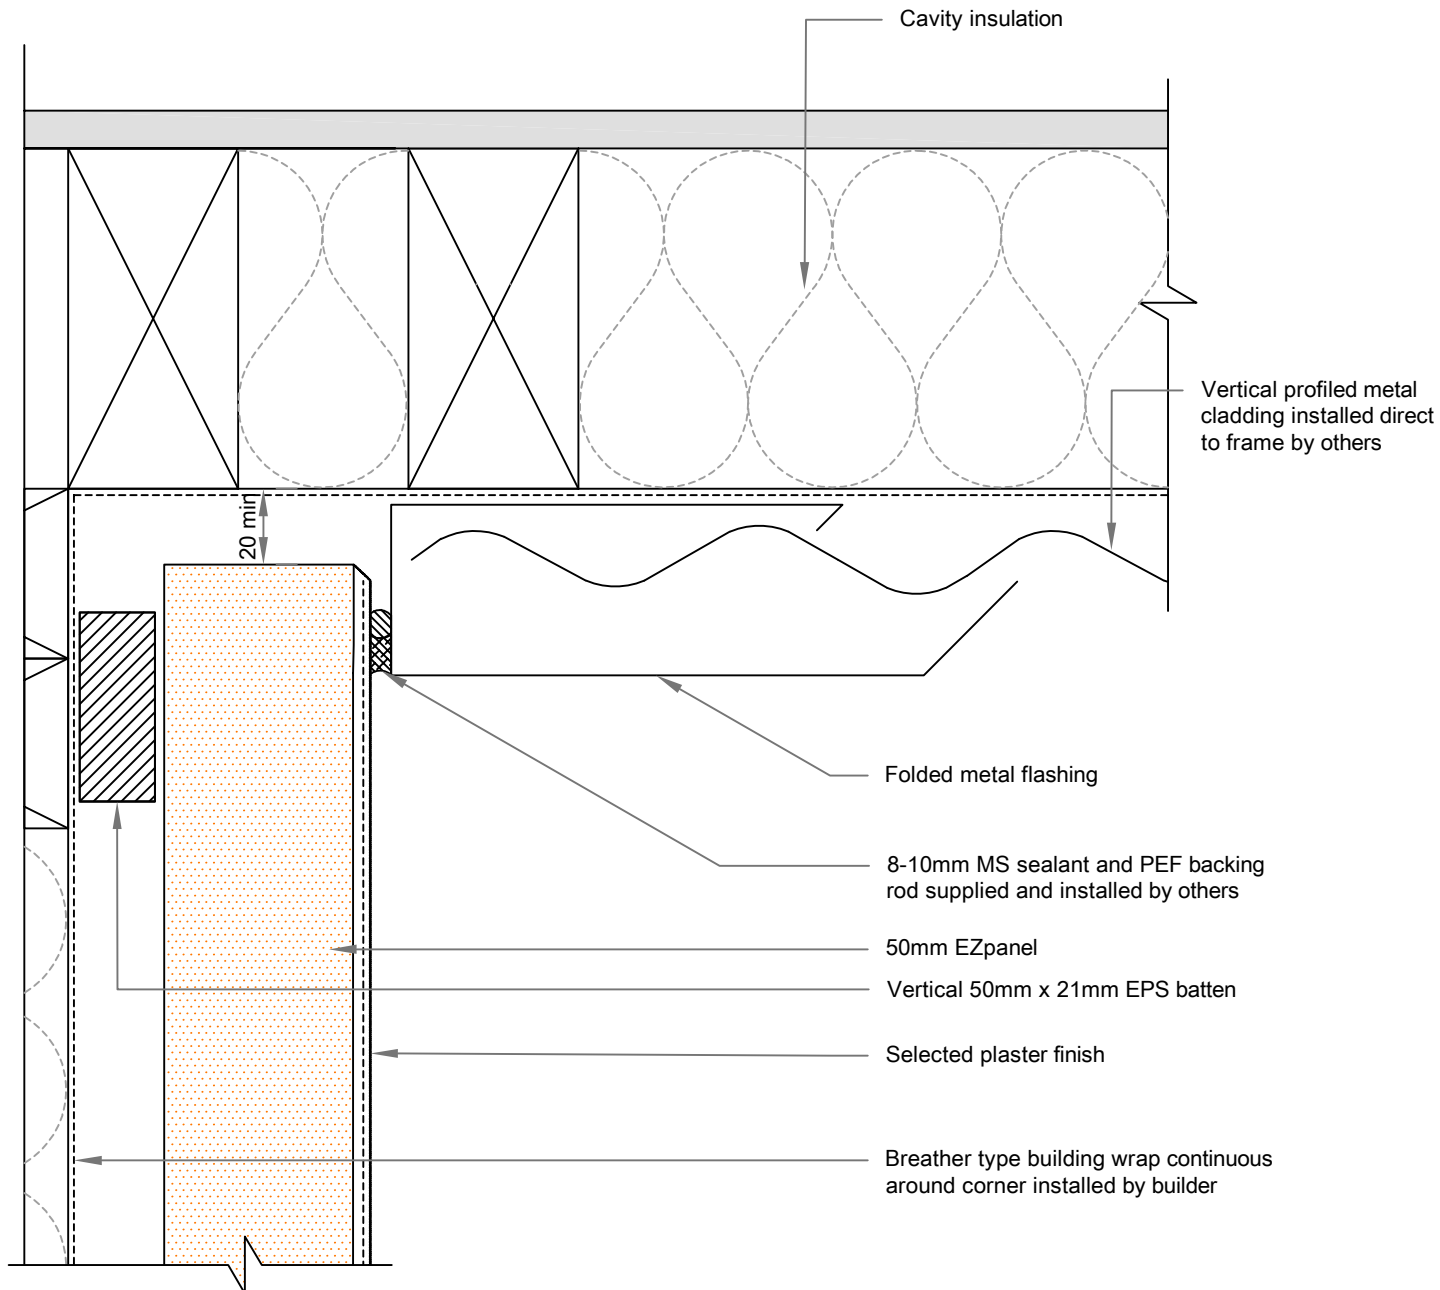 Cavity insulation
Vertical profiled metal
cladding installed direct
to frame by others
20 min
Folded metal flashing
8-10mm MS sealant and PEF backing
rod supplied and installed by others
50mm EZpanel
Vertical 50mm x 21mm EPS batten
Selected plaster finish
Breather type building wrap continuous
around corner installed by builder